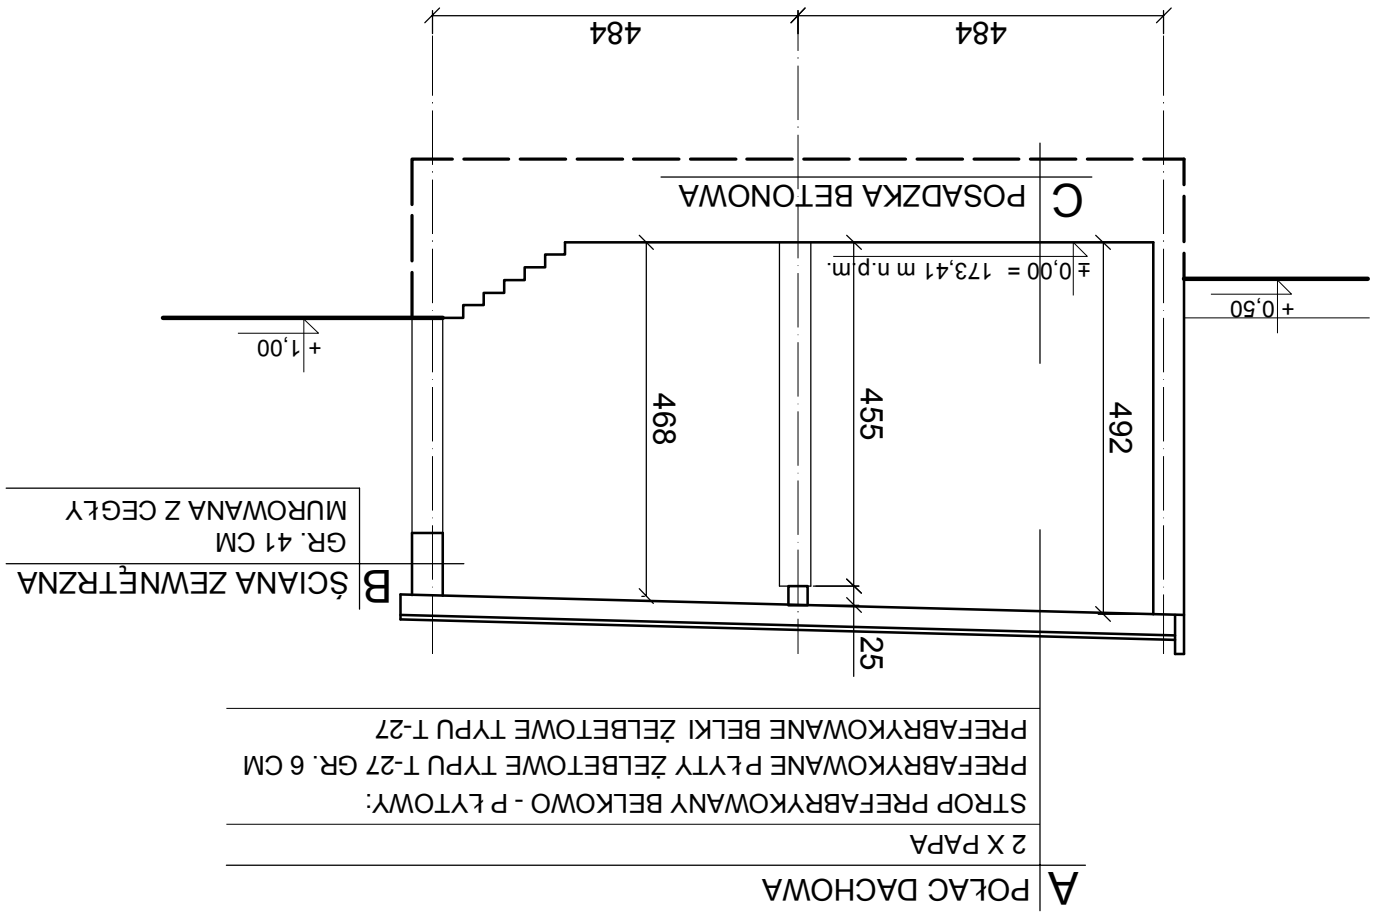 A POŁAC DACHOWA
2 X PAPA
STROP PREFABRYKOWANY BELKOWO - PŁYTOWY:
PREFABRYKOWANE PŁYTY ŻELBETOWE TYPU T-27 GR. 6 CM
PREFABRYKOWANE BELKI ŻELBETOWE TYPU T-27
25
B ŚCIANA ZEWNĘTRZNA
GR. 41 CM
MUROWANA Z CEGŁY
492
455
468
+ 1,00
+ 0,50
± 0,00 = 173,41 m n.p.m.
C POSADZKA BETONOWA
484
484